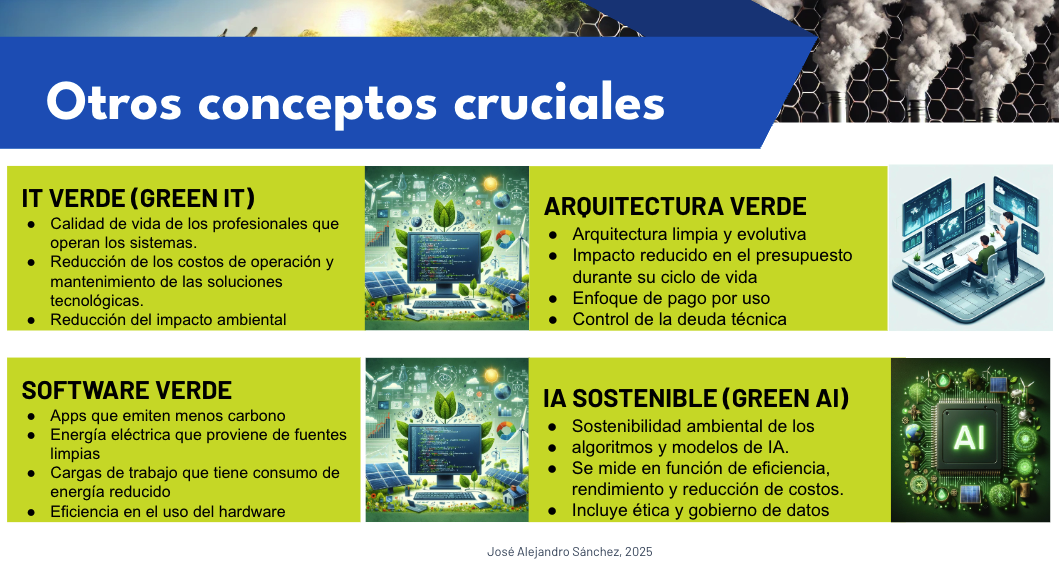 Otros conceptos cruciales
IT VERDE (GREEN IT)
● Calidad de vida de los profesionales que
operan los sistemas.
● Reducción de los costos de operación y
mantenimiento de las soluciones
tecnológicas.
● Reducción del impacto ambiental
ARQUITECTURA VERDE
● Arquitectura limpia y evolutiva
● Impacto reducido en el presupuesto
durante su ciclo de vida
● Enfoque de pago por uso
● Control de la deuda técnica
SOFTWARE VERDE
● Apps que emiten menos carbono
● Energía eléctrica que proviene de fuentes
limpias
● Cargas de trabajo que tiene consumo de
energía reducido
● Eficiencia en el uso del hardware
IA SOSTENIBLE (GREEN AI)
● Sostenibilidad ambiental de los
● algoritmos y modelos de IA.
● Se mide en función de eficiencia,
rendimiento y reducción de costos.
● Incluye ética y gobierno de datos
AI
José Alejandro Sánchez, 2025